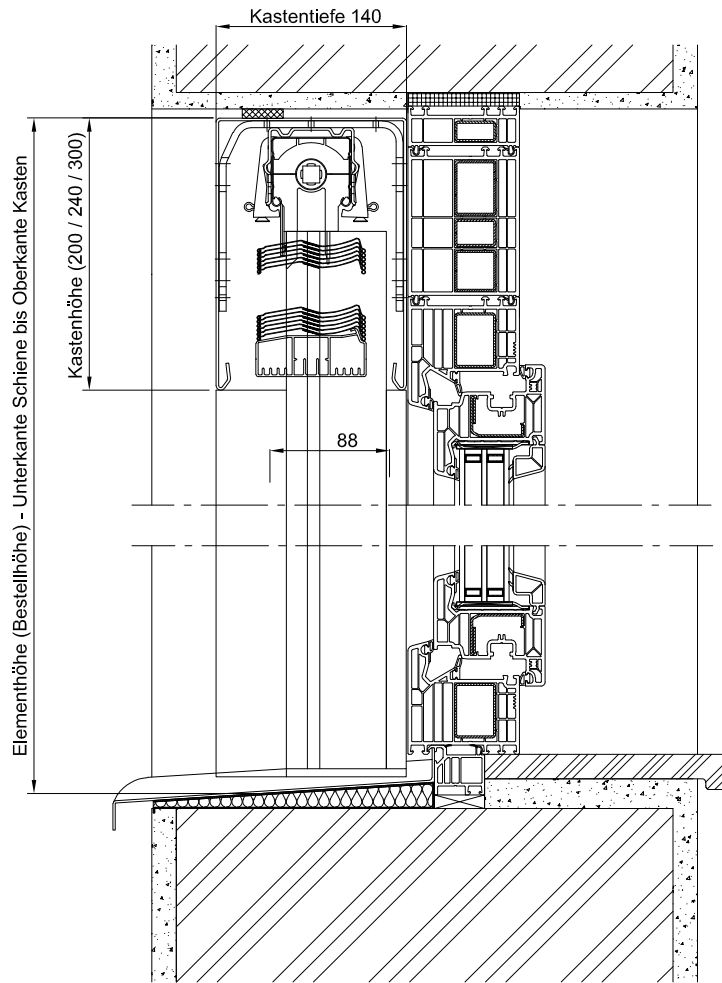 Kastentiefe 140
Kastenhöhe (200 / 240 / 300)
Elementhöhe (Bestellhöhe) - Unterkante Schiene bis Oberkante Kasten
88